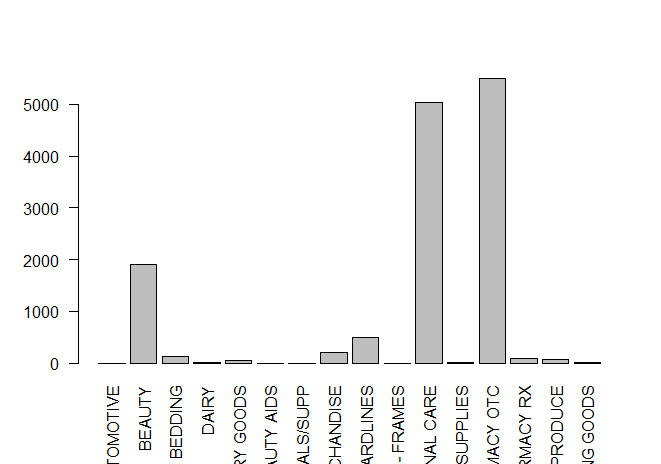 5000
4000
3000
2000
1000
0
TOMOTIVE
BEAUTY
BEDDING
DAIRY
RY GOODS
AUTY AIDS
ALS/SUPP
CHANDISE
ARDLINES
- FRAMES
NAL CARE
SUPPLIES
MACY OTC
RMACY RX
PRODUCE
NG GOODS